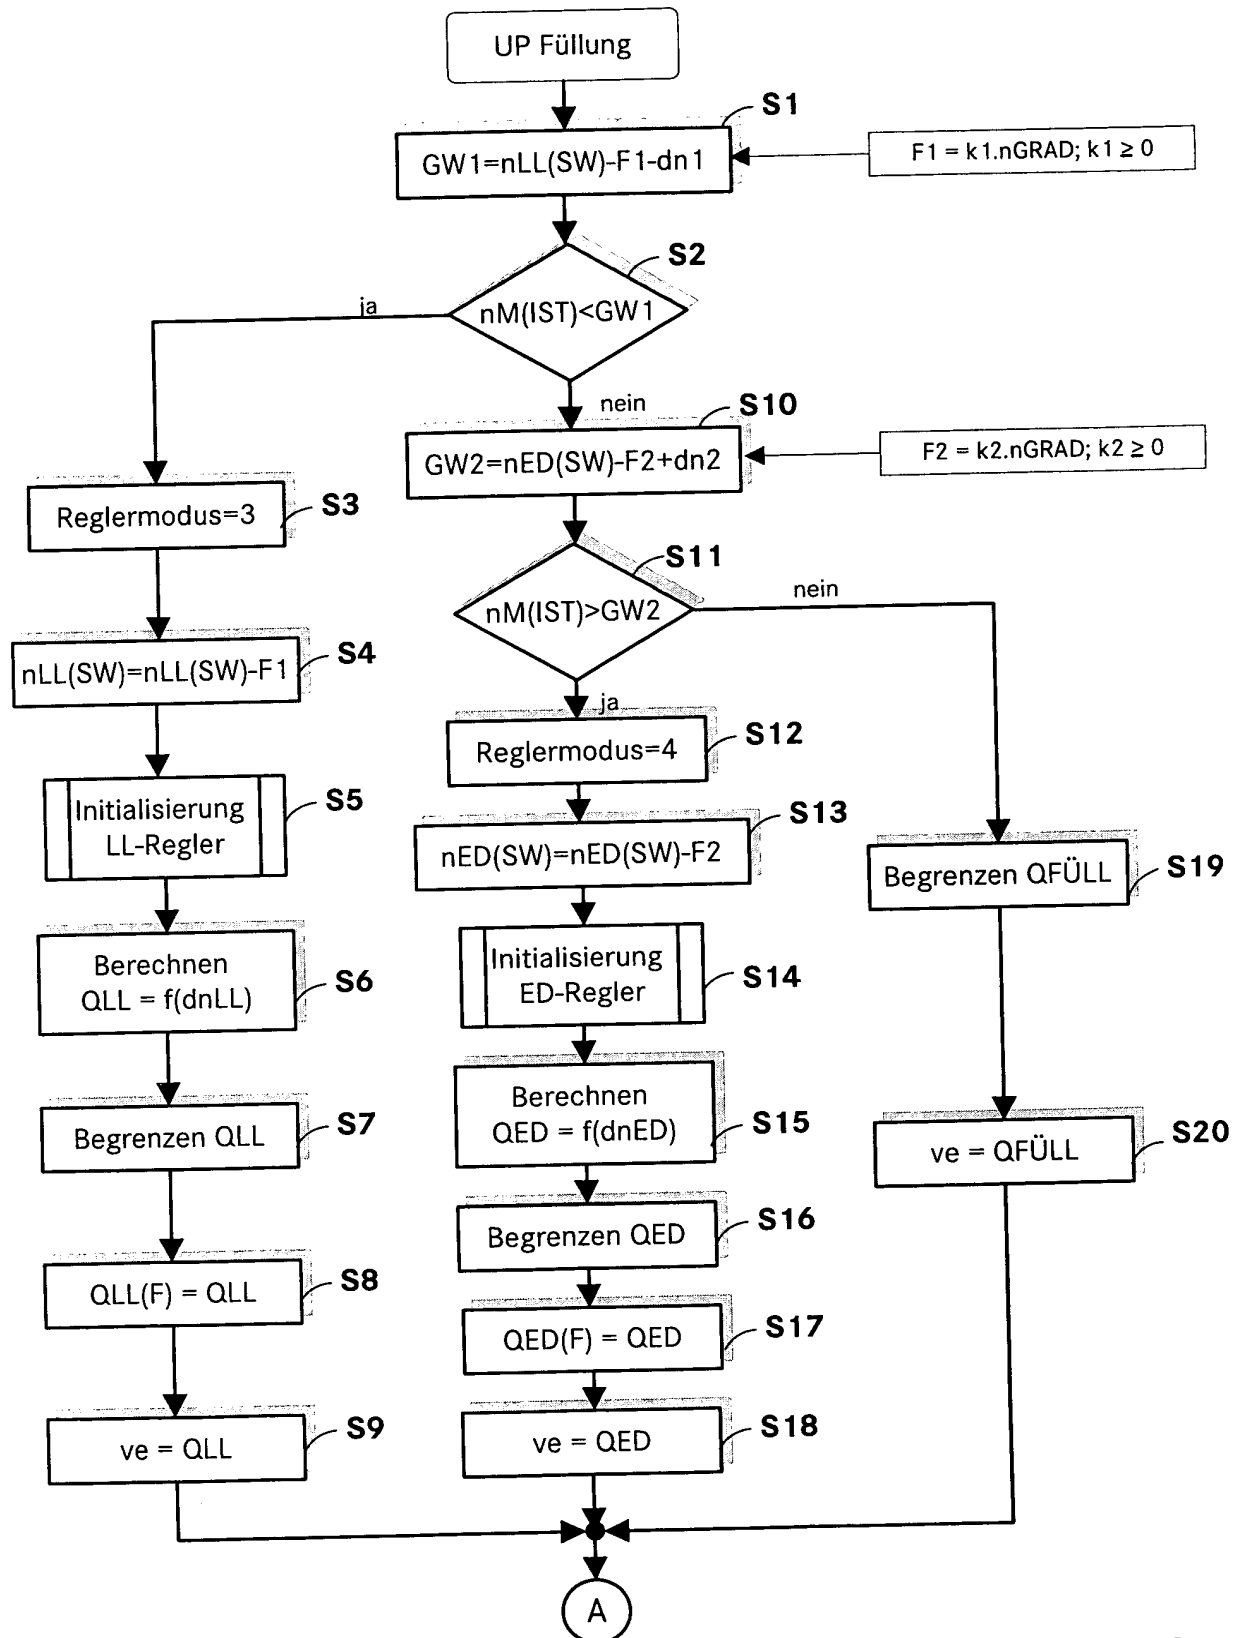 UP Füllung
S1
GW1=nLL(SW)-F1-dn1
F1 = k1.nGRAD; k1 ≥ 0
S2
nM(IST)<GW1
ja
nein
S10
GW2=nED(SW)-F2+dn2
F2 = k2.nGRAD; k2 ≥ 0
S3
Reglermodus=3
S11
nM(IST)>GW2
nein
ja
S4
nLL(SW)=nLL(SW)-F1
S12
Reglermodus=4
S5
Initialisierung
LL-Regler
S13
nED(SW)=nED(SW)-F2
S19
Begrenzen QFÜLL
S6
Berechnen
QLL = f(dnLL)
S14
Initialisierung
ED-Regler
S7
Begrenzen QLL
S15
Berechnen
QED = f(dnED)
S20
ve = QFÜLL
S16
Begrenzen QED
S8
QLL(F) = QLL
S17
QED(F) = QED
S9
ve = QLL
S18
ve = QED
A